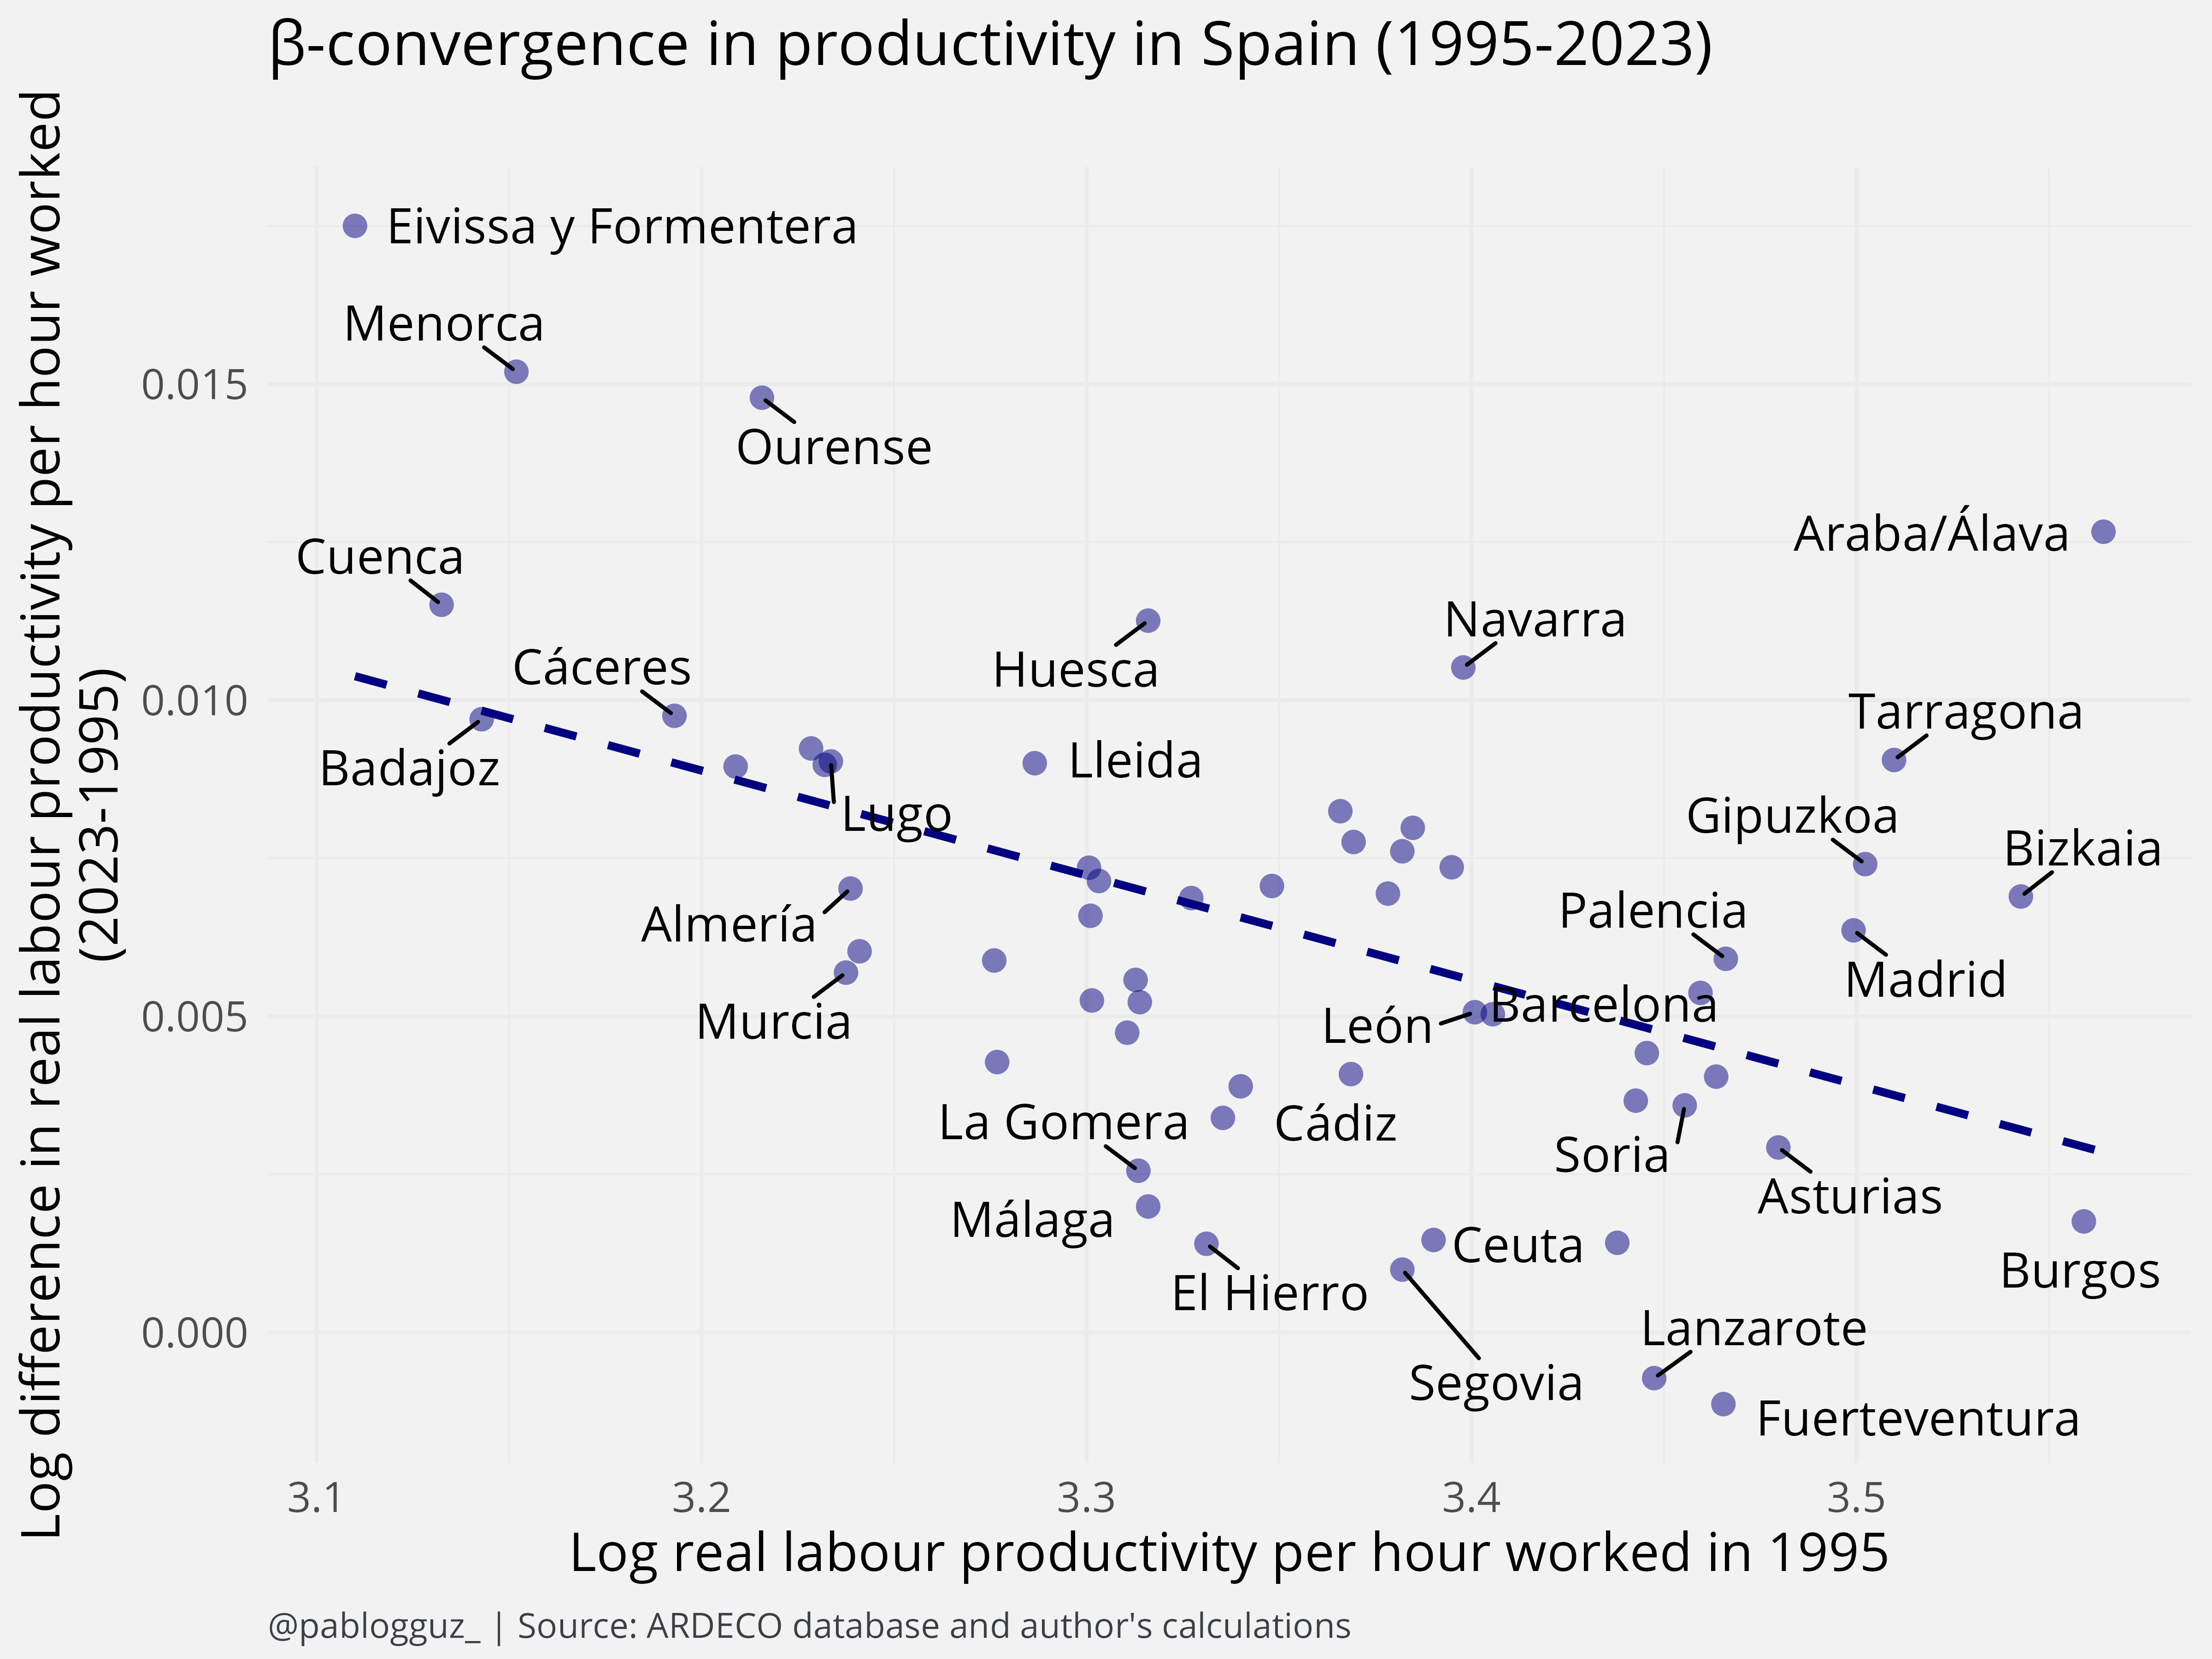 β-convergence in productivity in Spain (1995-2023)
Log difference in real labour productivity per hour worked
(2023-1995)
Eivissa y Formentera
Menorca
0.015
Ourense
Araba/Álava
Cuenca
Navarra
Cáceres
Huesca
0.010
Tarragona
Badajoz
Lleida
Lugo
Gipuzkoa
Bizkaia
Almería
Palencia
Madrid
Murcia
León
Barcelona
0.005
La Gomera
Cádiz
Soria
Asturias
Málaga
Ceuta
El Hierro
Burgos
0.000
Lanzarote
Segovia
Fuerteventura
3.1
3.2
3.3
3.4
3.5
Log real labour productivity per hour worked in 1995
@pablogguz_ | Source: ARDECO database and author's calculations